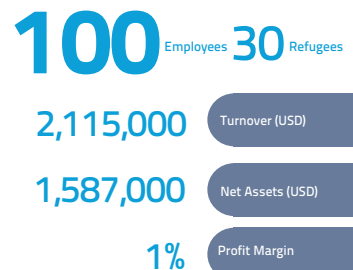 100 Employees 30 Refugees
2,115,000 Turnover (USD)
1,587,000 Net Assets (USD)
1% Profit Margin